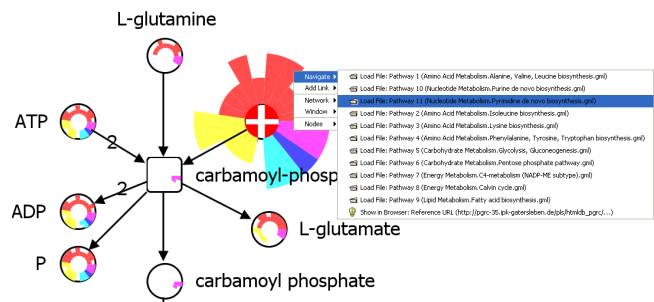 L-glutamine
ATP
2
carbamoyl-phosp
2
ADP
P
L-glutamate
carbamoyl phosphate
Navigate
Add Link
Network
Window
Nodes
Load File: Pathway 1 (Amino Acid Metabolism.Alanine, Valine, Leucine biosynthesis.gml)
Load File: Pathway 10 (Nucleotide Metabolism.Purine de novo biosynthesis.gml)
Load File: Pathway 11 (Nucleotide Metabolism.Pyrimidine de novo biosynthesis.gml)
Load File: Pathway 2 (Amino Acid Metabolism.Isoleucine biosynthesis.gml)
Load File: Pathway 3 (Amino Acid Metabolism.Lysine biosynthesis.gml)
Load File: Pathway 4 (Amino Acid Metabolism.Phenylalanine, Tyrosine, Tryptophan biosynthesis.gml)
Load File: Pathway 5 (Carbohydrate Metabolism.Glycolysis, Gluconeogenesis.gml)
Load File: Pathway 6 (Carbohydrate Metabolism.Pentose phosphate pathway.gml)
Load File: Pathway 7 (Energy Metabolism.C4-metabolism (NADP-ME subtype).gml)
Load File: Pathway 8 (Energy Metabolism.Calvin cycle.gml)
Load File: Pathway 9 (Lipid Metabolism.Fatty acid biosynthesis.gml)
Show in Browser: Reference URL (http://pgrc-35.ipk-gatersleben.de/pls/htmldb_pgrc/...)